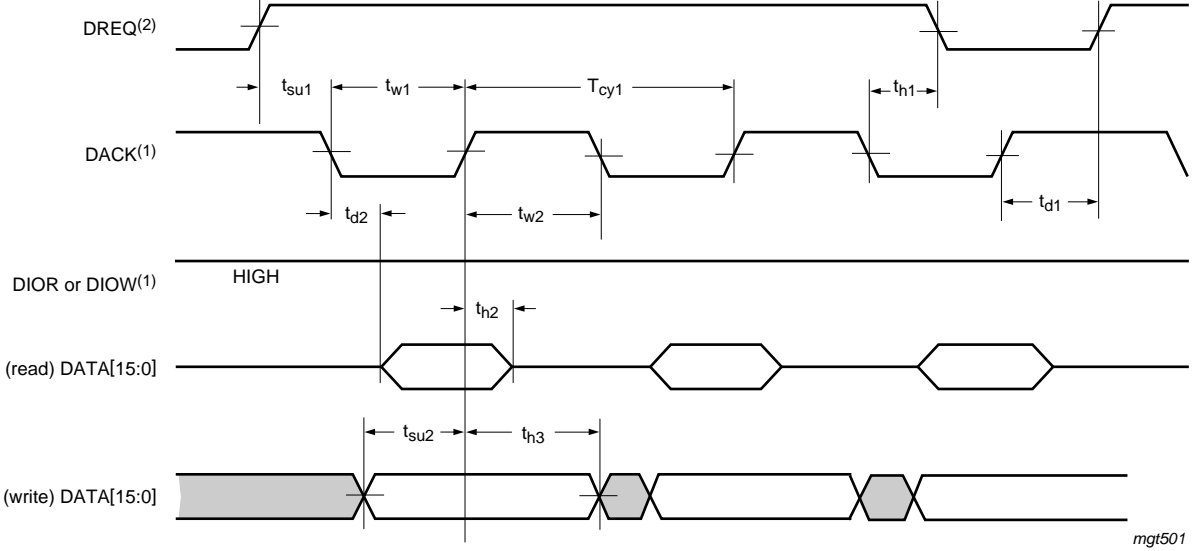 DREQ(2)
tsu1
tw1
Tcy1
th1
DACK(1)
td2
tw2
td1
DIOR or DIOW(1)
HIGH
th2
(read) DATA[15:0]
tsu2
th3
(write) DATA[15:0]
mgt501